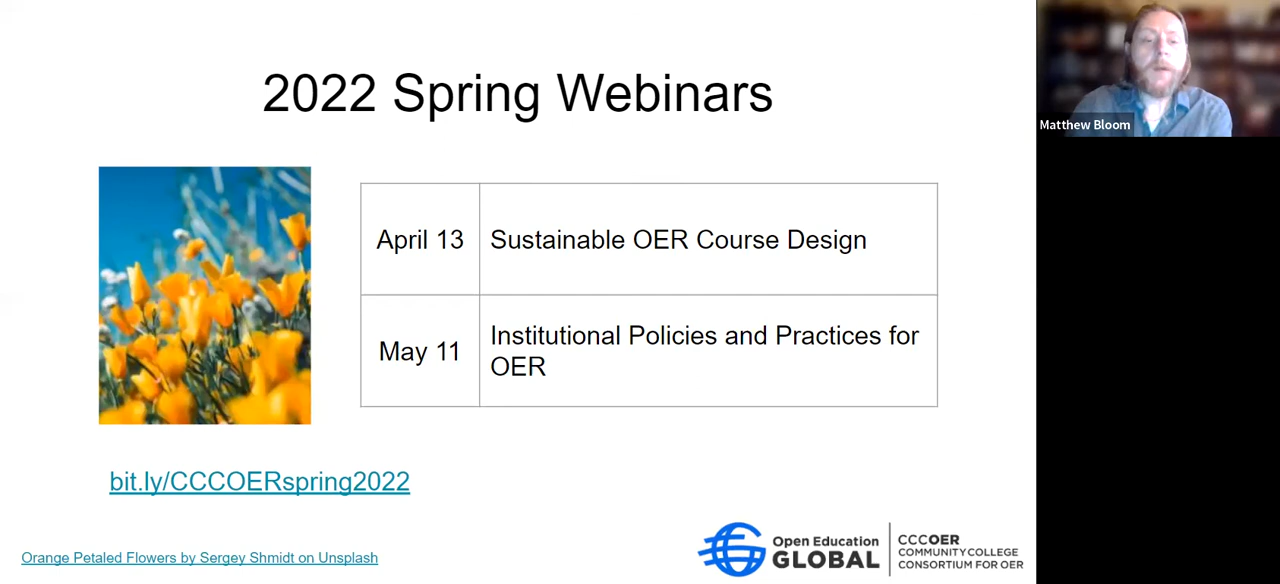 2022 Spring Webinars
Matthew Bloom
April 13
Sustainable OER Course Design
May 11
Institutional Policies and Practices for
OER
bit.ly/CCCOERspring2022
Orange Petaled Flowers by Sergey Shmidt on Unsplash
Open Education
GLOBAL
CCCOER
COMMUNITY COLLEGE
CONSORTIUM FOR OER